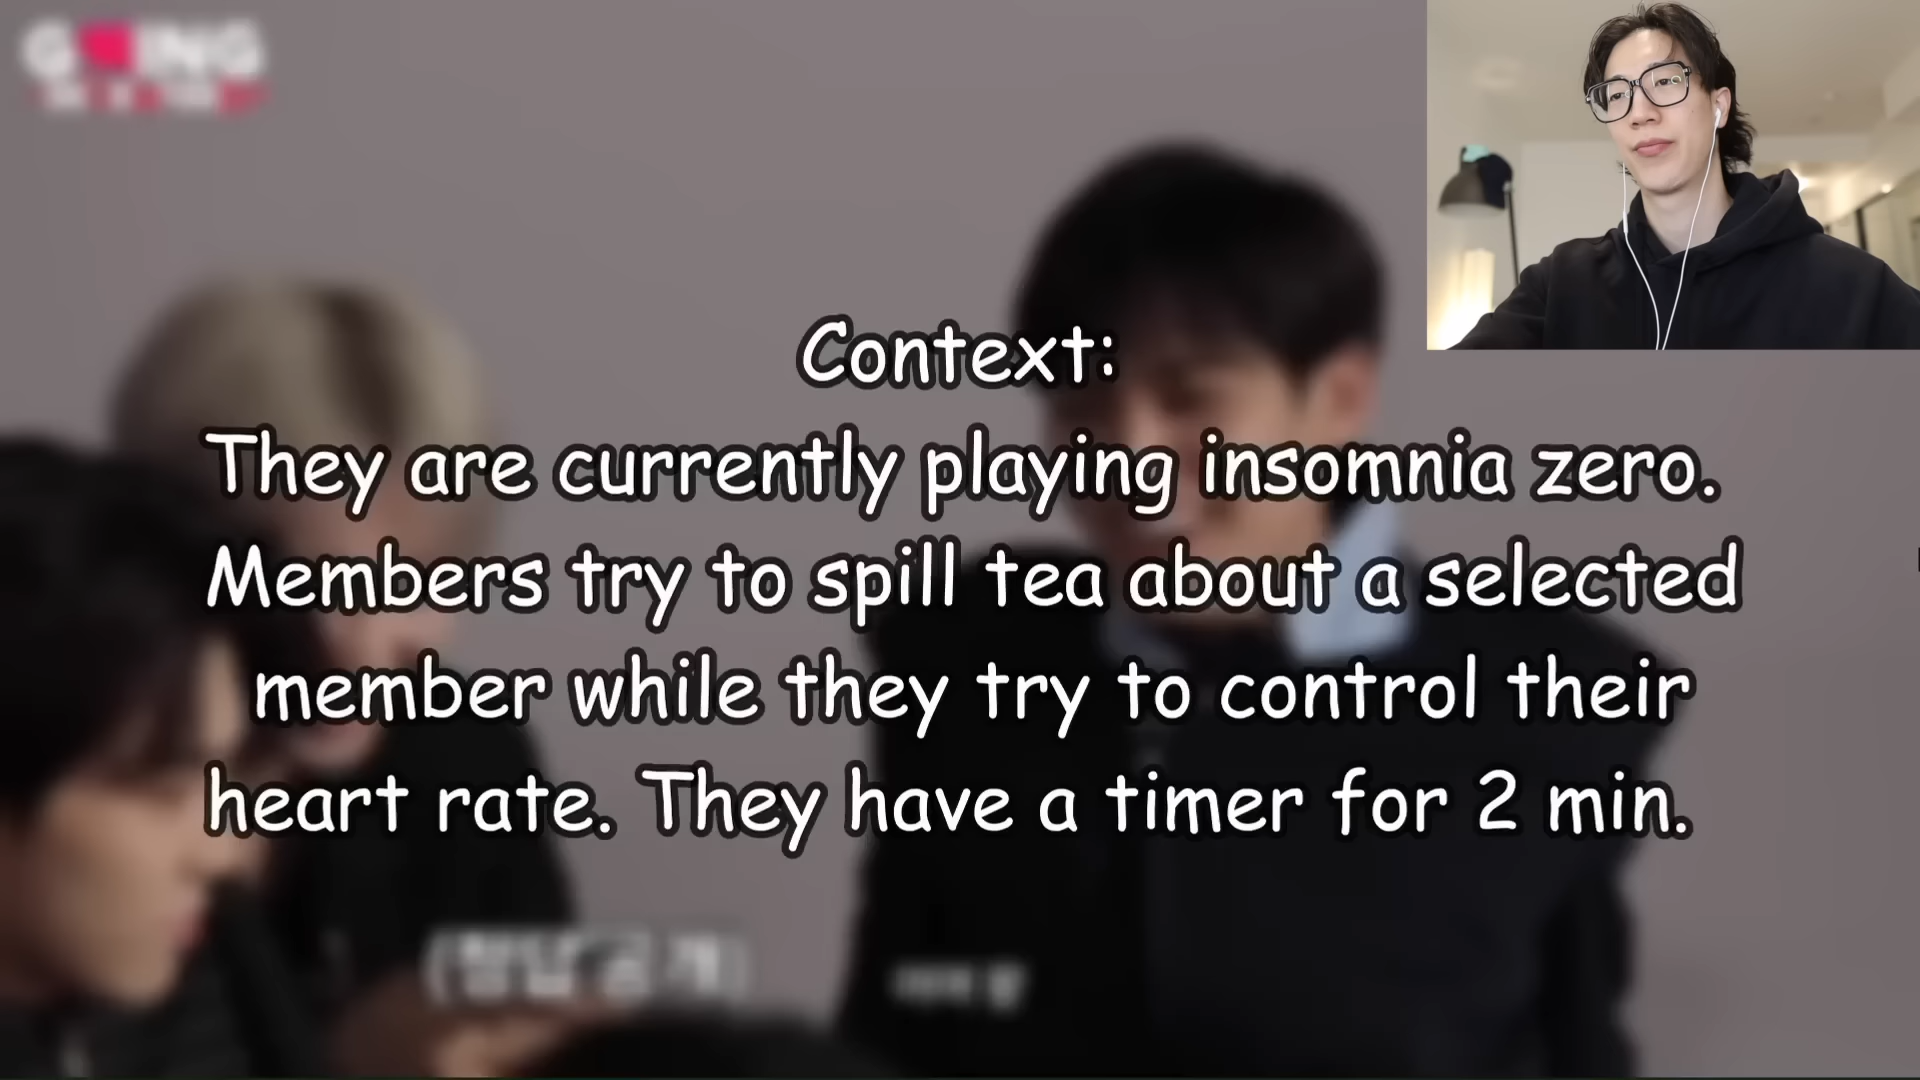 Context:
They are currently playing insomnia zero.
Members try to spill tea about a selected
member while they try to control their
heart rate. They have a timer for 2 min.